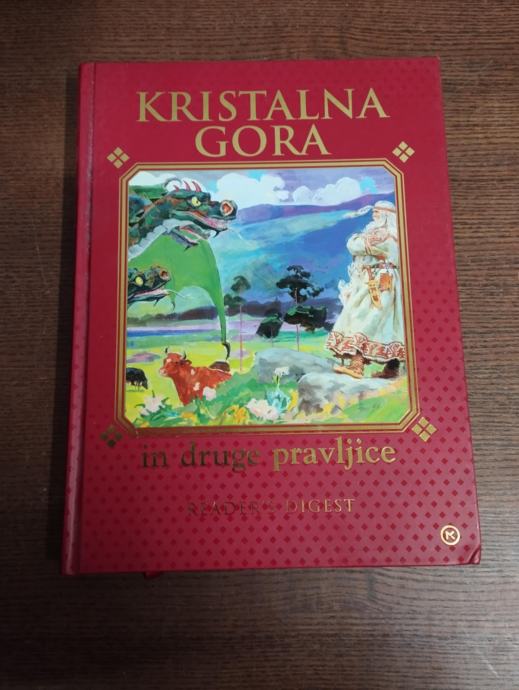 KRISTALNA
GORA
in druge pravljice
READER'S DIGEST